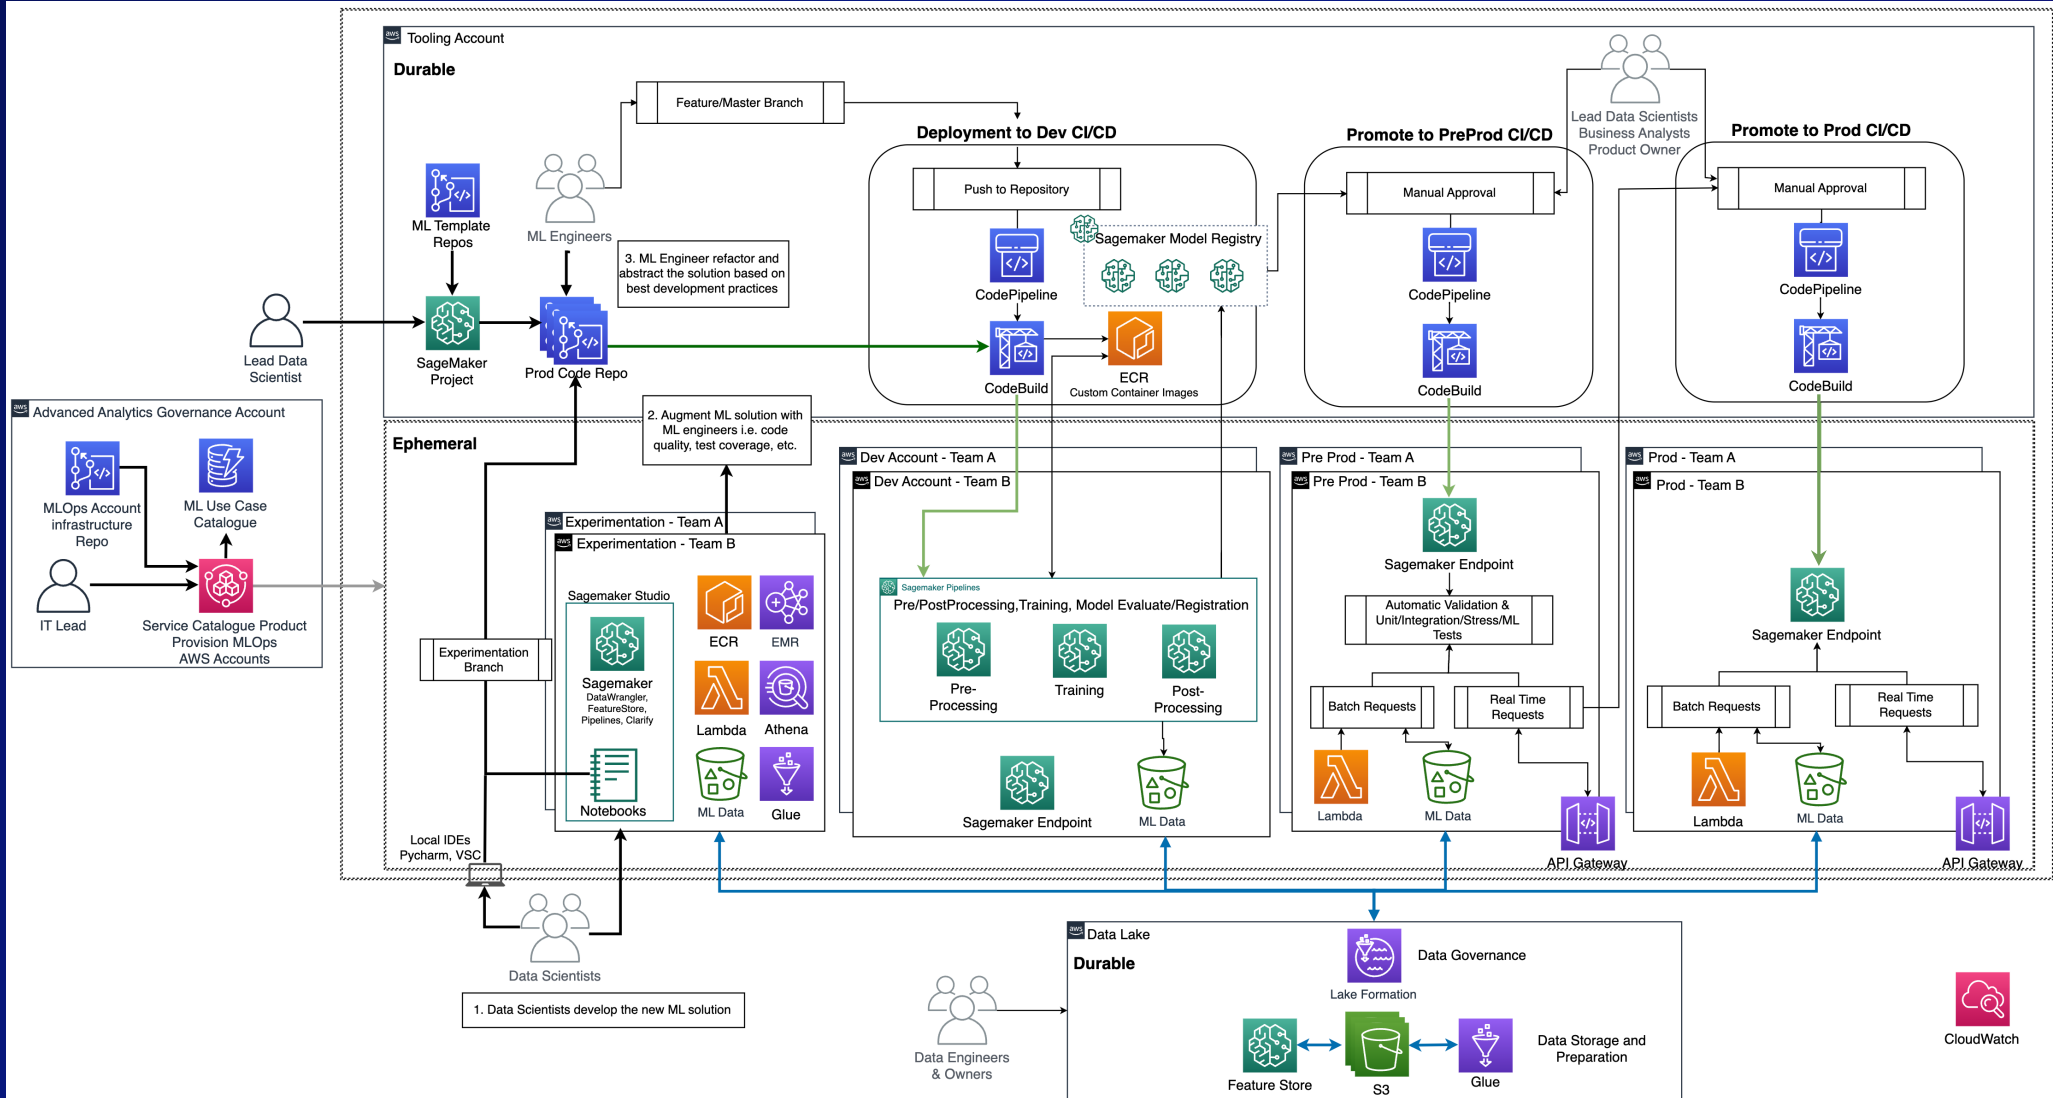 aws
Tooling Account
Durable
Feature/Master Branch
Deployment to Dev CI/CD
Promote to PreProd CI/CD
Lead Data Scientists
Business Analysts
Product Owner
Promote to Prod CI/CD
Push to Repository
Manual Approval
Manual Approval
ML Template
Repos
ML Engineers
3. ML Engineer refactor and
abstract the solution based on
best development practices
Sagemaker Model Registry
CodePipeline
CodePipeline
CodePipeline
Lead Data
Scientist
SageMaker
Project
Prod Code Repo
CodeBuild
ECR
Custom Container Images
CodeBuild
CodeBuild
aws
Advanced Analytics Governance Account
MLOps Account
infrastructure
Repo
ML Use Case
Catalogue
IT Lead
Service Catalogue Product
Provision MLOps
AWS Accounts
Ephemeral
2. Augment ML solution with
ML engineers i.e. code
quality, test coverage, etc.
aws
Experimentation - Team A
aws
Experimentation - Team B
Experimentation
Branch
Sagemaker Studio
Sagemaker
DataWrangler,
FeatureStore,
Pipelines, Clarify
Notebooks
ECR
EMR
Lambda
Athena
ML Data
Glue
Local IDEs
Pycharm, VSC
aws
Dev Account - Team A
aws
Dev Account - Team B
Sagemaker Pipelines
Pre/PostProcessing,Training, Model Evaluate/Registration
Pre-
Processing
Training
Post-
Processing
Sagemaker Endpoint
ML Data
aws
Pre Prod - Team A
aws
Pre Prod - Team B
Sagemaker Endpoint
Automatic Validation &
Unit/Integration/Stress/ML
Tests
Batch Requests
Real Time
Requests
Lambda
ML Data
API Gateway
aws
Prod - Team A
aws
Prod - Team B
Sagemaker Endpoint
Batch Requests
Real Time
Requests
Lambda
ML Data
API Gateway
Data Scientists
1. Data Scientists develop the new ML solution
Data Engineers
& Owners
aws
Data Lake
Durable
Data Governance
Lake Formation
Feature Store
S3
Glue
Data Storage and
Preparation
CloudWatch